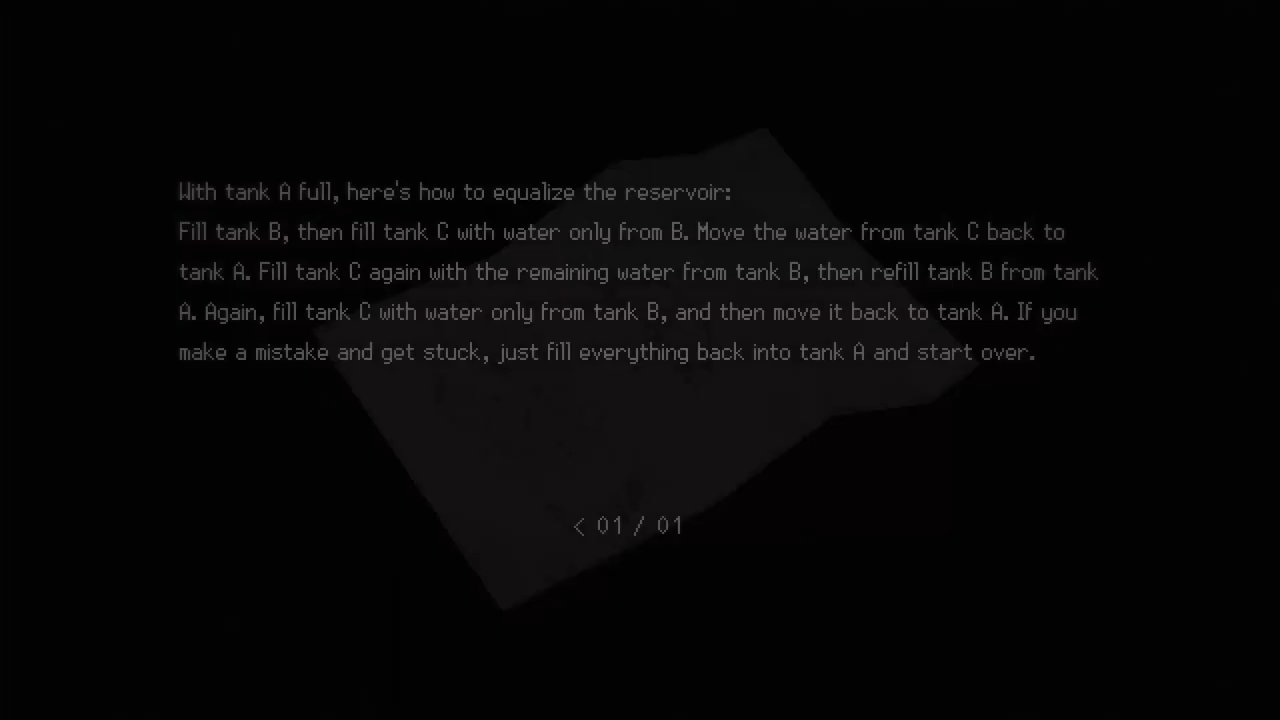 With tank A full, here's how to equalize the reservoir:
Fill tank B, then fill tank C with water only from B. Move the water from tank C back to
tank A. Fill tank C again with the remaining water from tank B, then refill tank B from tank
A. Again, fill tank C with water only from tank B, and then move it back to tank A. If you
make a mistake and get stuck, just fill everything back into tank A and start over.
< 01 / 01